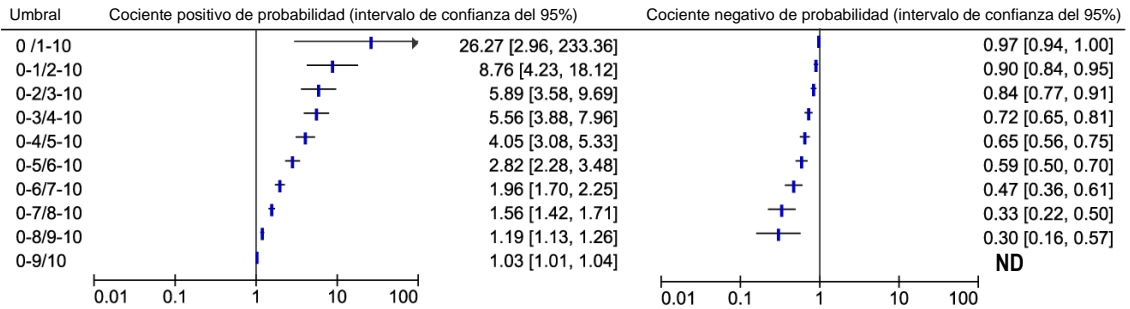 Umbral Cociente positivo de probabilidad (intervalo de confianza del 95%) Cociente negativo de probabilidad (intervalo de confianza del 95%)
0 /1-10 26.27 [2.96, 233.36] 0.97 [0.94, 1.00]
0-1/2-10 8.76 [4.23, 18.12] 0.90 [0.84, 0.95]
0-2/3-10 5.89 [3.58, 9.69] 0.84 [0.77, 0.91]
0-3/4-10 5.56 [3.88, 7.96] 0.72 [0.65, 0.81]
0-4/5-10 4.05 [3.08, 5.33] 0.65 [0.56, 0.75]
0-5/6-10 2.82 [2.28, 3.48] 0.59 [0.50, 0.70]
0-6/7-10 1.96 [1.70, 2.25] 0.47 [0.36, 0.61]
0-7/8-10 1.56 [1.42, 1.71] 0.33 [0.22, 0.50]
0-8/9-10 1.19 [1.13, 1.26] 0.30 [0.16, 0.57]
0-9/10 1.03 [1.01, 1.04] ND
0.01 0.1 1 10 100 0.01 0.1 1 10 100